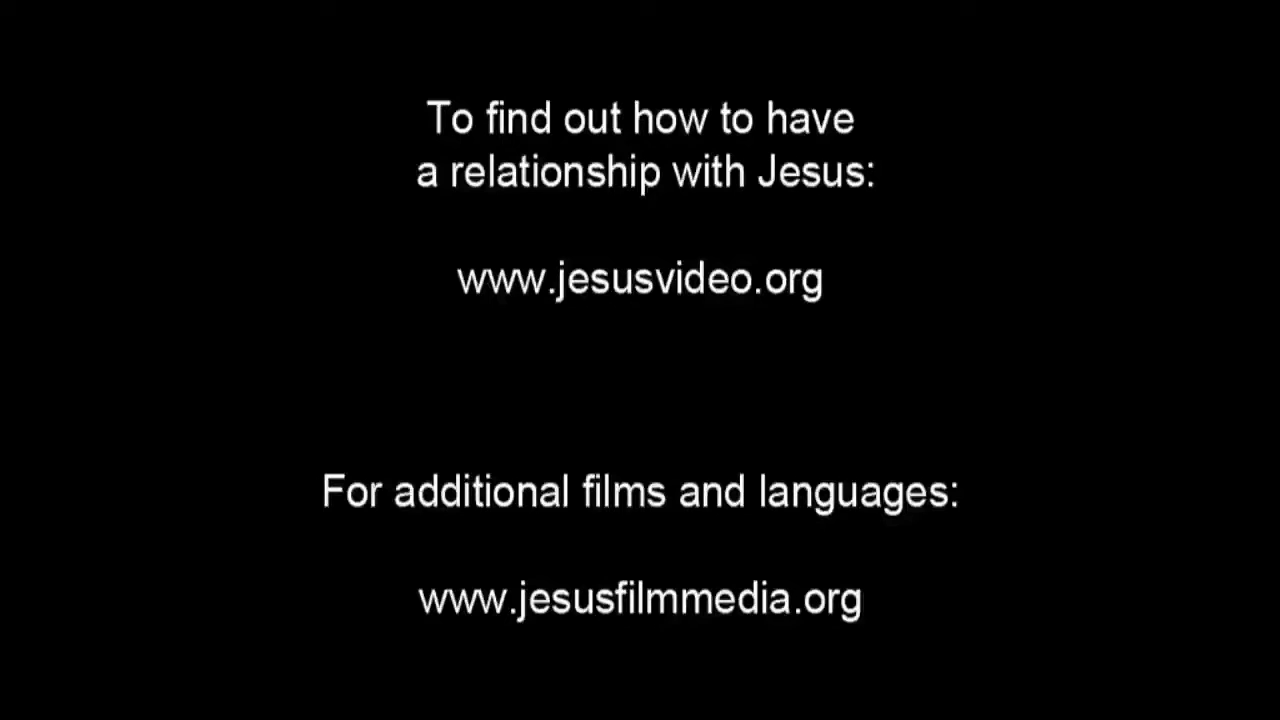 To find out how to have
a relationship with Jesus:
www.jesusvideo.org
For additional films and languages:
www.jesusfilmmedia.org